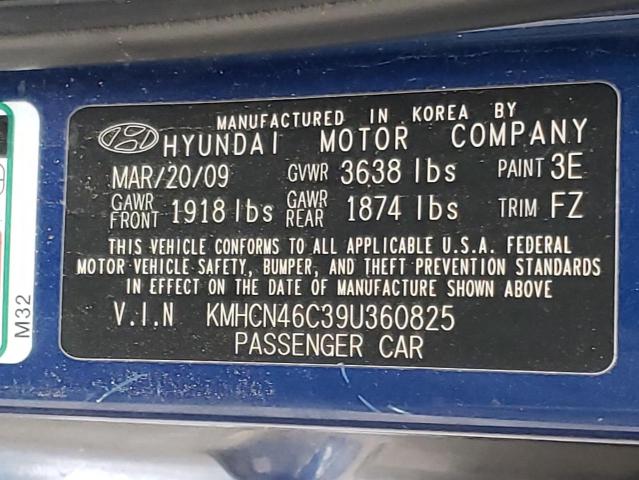 MANUFACTURED IN KOREA BY
HYUNDAI MOTOR COMPANY
MAR/20/09 GVWR 3638 lbs PAINT 3E
GAWR FRONT 1918 lbs GAWR REAR 1874 lbs TRIM FZ
THIS VEHICLE CONFORMS TO ALL APPLICABLE U.S.A. FEDERAL
MOTOR VEHICLE SAFETY, BUMPER, AND THEFT PREVENTION STANDARDS
IN EFFECT ON THE DATE OF MANUFACTURE SHOWN ABOVE
V.I.N KMHCN46C39U360825
PASSENGER CAR
M32